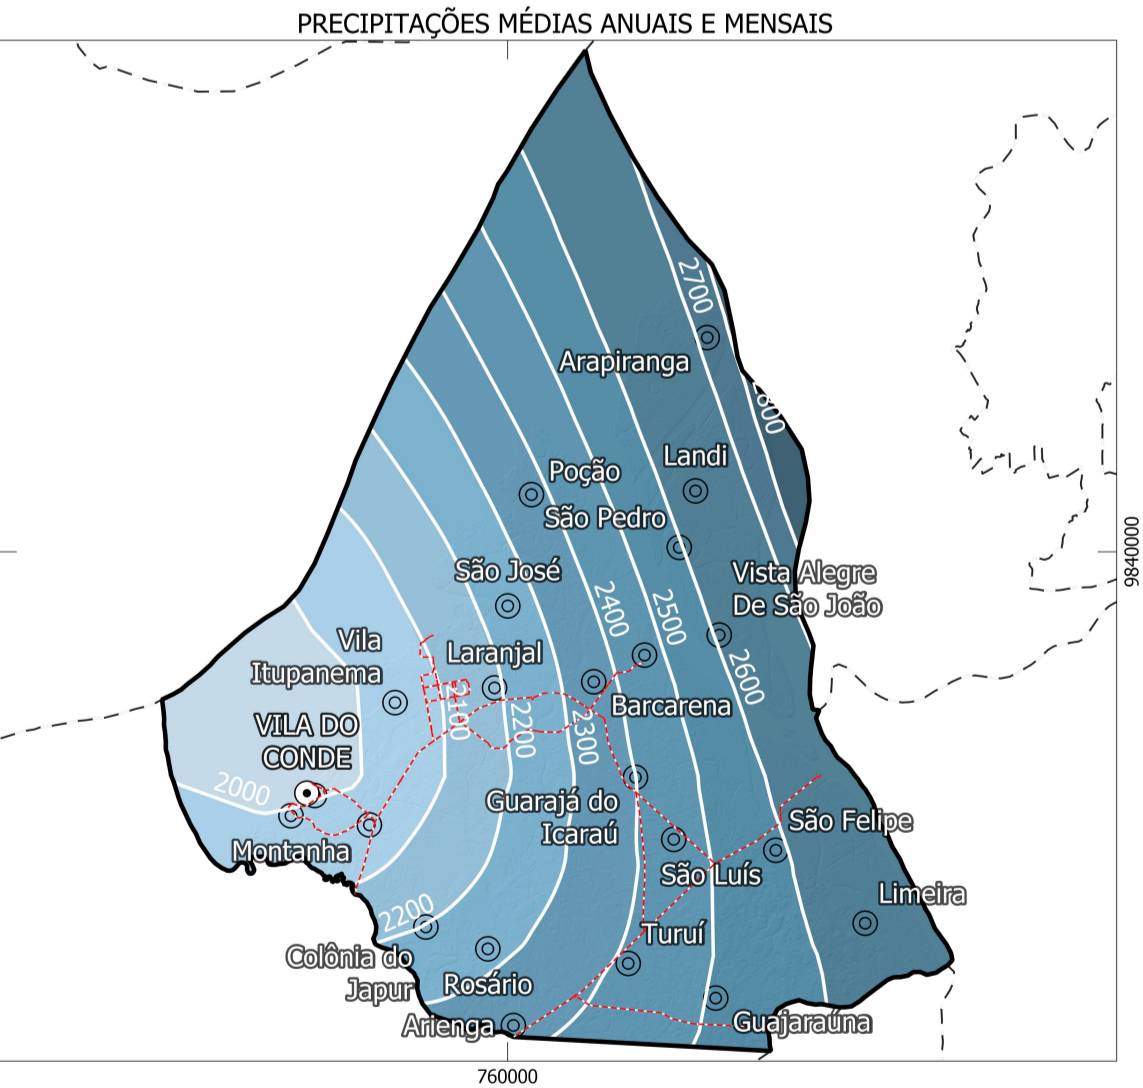 PRECIPITAÇÕES MÉDIAS ANUAIS E MENSAIS
2700
Arapiranga
2800
Landi
Poção
São Pedro
9840000
São José
Vista Alegre
De São João
2400
2500
Vila
Itupanema
Laranjal
2600
Barcarena
2100
2200
2300
VILA DO
CONDE
2000
Guarajá do
Icaraú
São Felipe
Montanha
São Luís
Limeira
2200
Turuí
Colônia do
Japur
Rosário
Arienga
Guajaraúna
760000